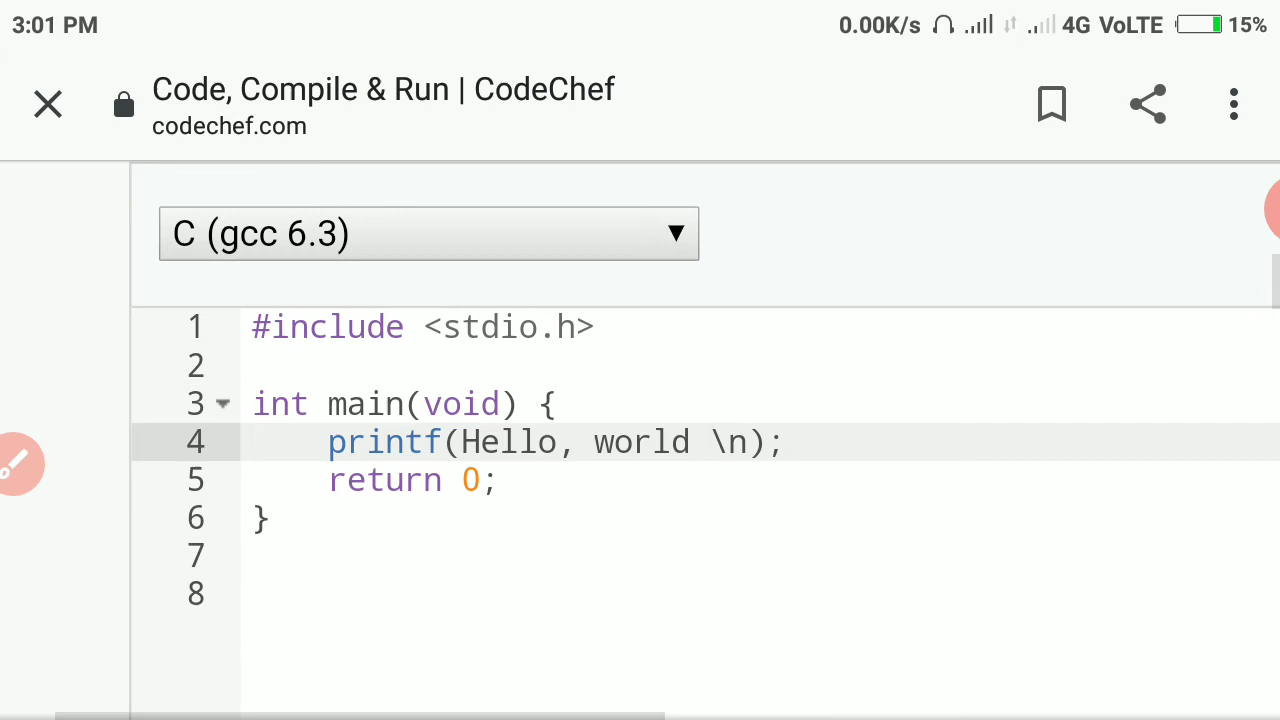 3:01 PM 0.00K/s 4G VoLTE 15%
Code, Compile & Run | CodeChef
codechef.com
C (gcc 6.3)
1 #include <stdio.h>
2
3 int main(void) {
4     printf(Hello, world \n);
5     return 0;
6 }
7
8